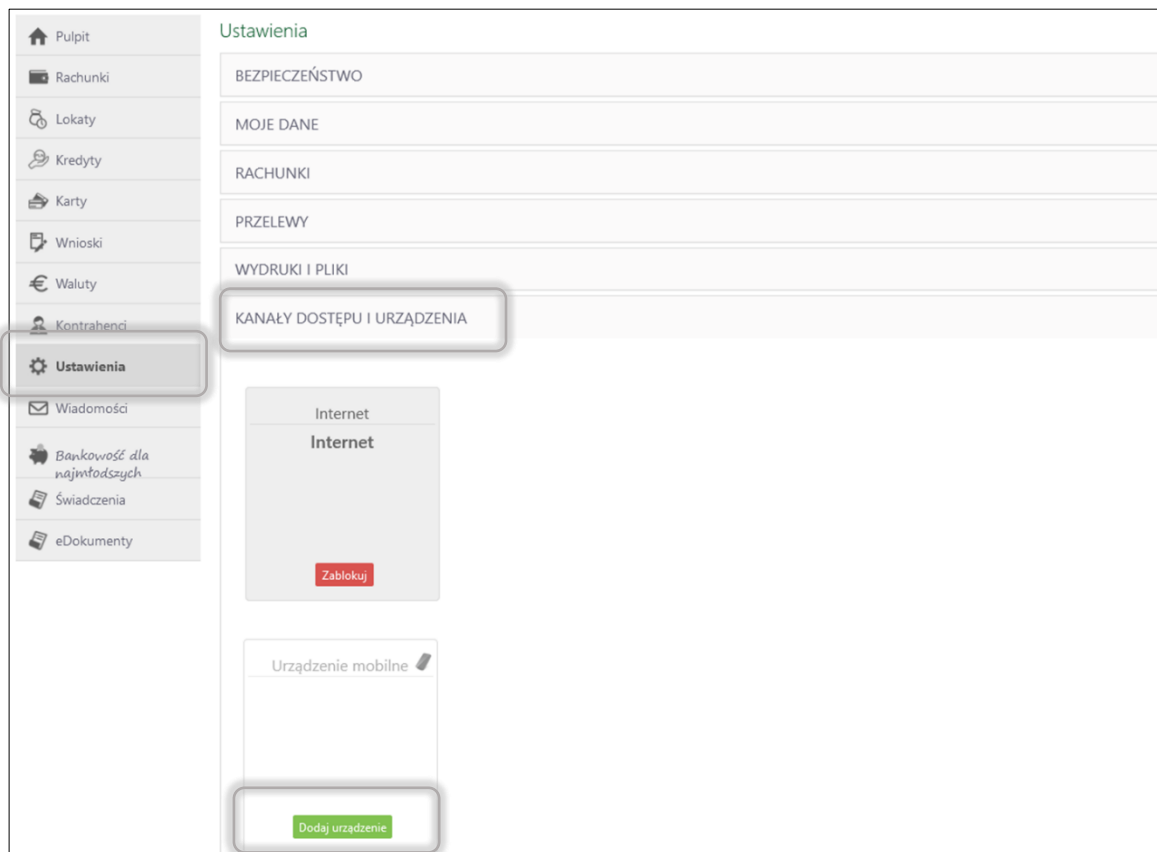 Pulpit
Rachunki
Lokaty
Kredyty
Karty
Wnioski
Waluty
Kontrahenci
Ustawienia
Wiadomości
Bankowość dla
najmłodszych
Świadczenia
eDokumenty
Ustawienia
BEZPIECZEŃSTWO
MOJE DANE
RACHUNKI
PRZELEWY
WYDRUKI I PLIKI
KANAŁY DOSTĘPU I URZĄDZENIA
Internet
Internet
Zablokuj
Urządzenie mobilne
Dodaj urządzenie